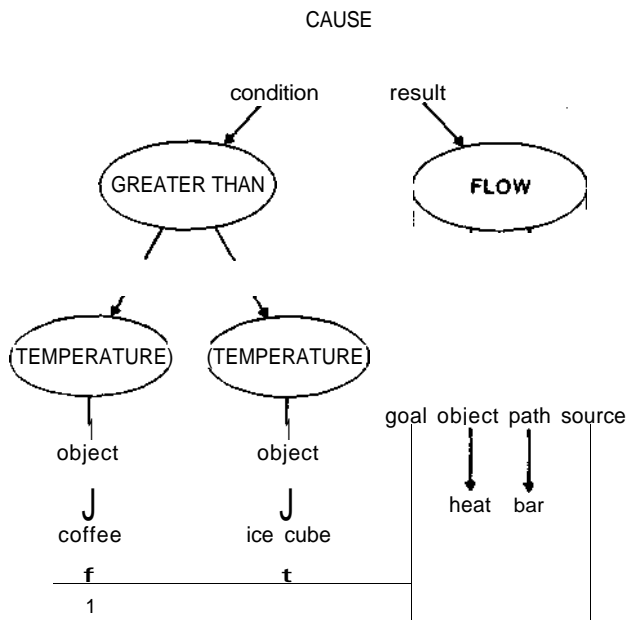 CAUSE
condition result
GREATER THAN FLOW
TEMPERATURE TEMPERATURE
goal object path source
object object
heat bar
coffee ice cube
f t
1